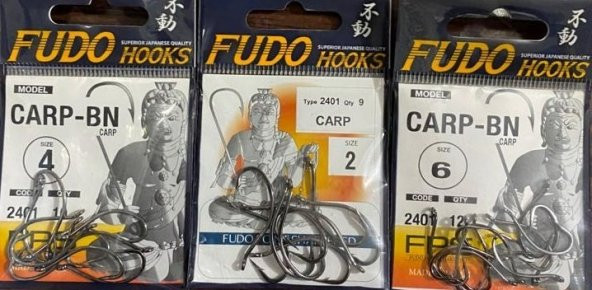 不動
FUDO HOOKS
SUPERIOR JAPANESE QUALITY
MODEL
CARP-BN
CARP
SIZE
4
CODE QTY
2401
不動
FUDO HOOKS
SUPERIOR JAPANESE QUALITY
Type 2401 Qty 9
CARP
SIZE
2
FUDO
不動
FUDO HOOKS
SUPERIOR JAPANESE QUALITY
MODEL
CARP-BN
CARP
SIZE
6
CODE QTY
2401 12